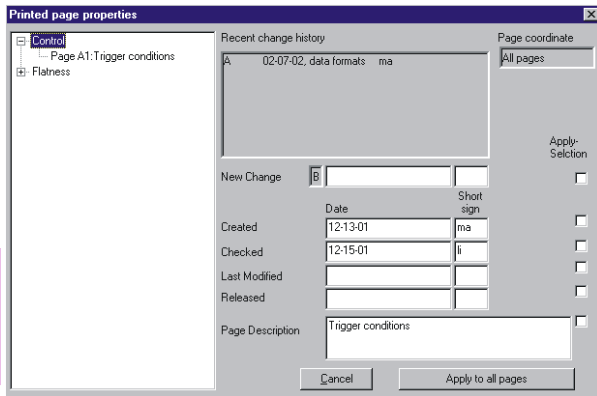 Printed page properties
Control
Page A1:Trigger conditions
Flatness
Recent change history
A 02-07-02, data formats ma
Page coordinate
All pages
Apply-
Selction
New Change B
Date
Short
sign
Created 12-13-01 ma
Checked 12-15-01 li
Last Modified
Released
Page Description Trigger conditions
Cancel
Apply to all pages